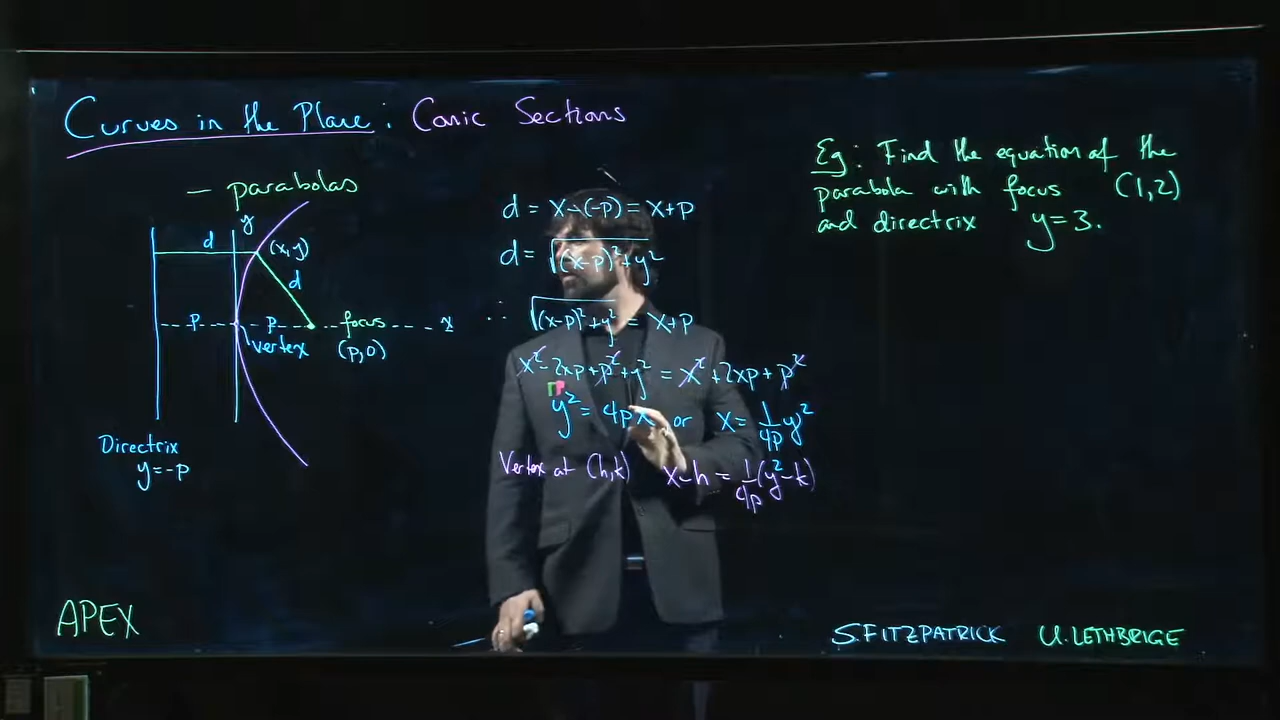 Curves in the Plane: Conic Sections
— parabolas
y
d
(x,y)
d
p
p
focus
x
vertex
(p,0)
Directrix
y=-p
d = x-(-p) = x+p
d = √(x-p)²+y²
∴ √(x-p)²+y² = x+p
x²-2xp+p²+y² = x²+2xp+p²
y² = 4px or x = 1/4p y²
Vertex at (h,k) x-h = 1/4p (y²-k)
Eg: Find the equation of the
parabola with focus (1,2)
and directrix y=3.
APEX
S.FITZPATRICK U.LETHBRIGE